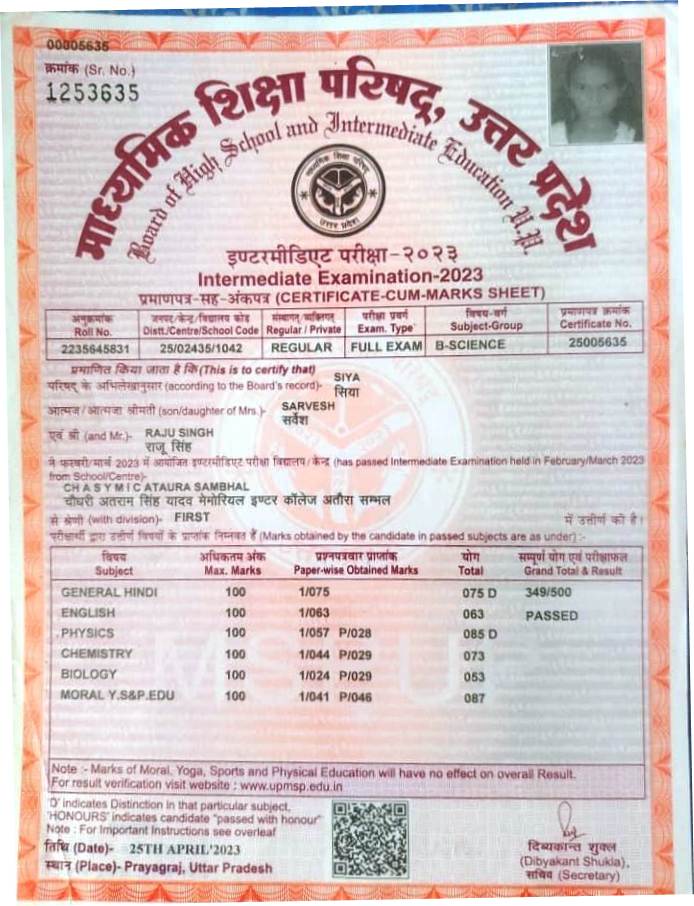 00005635
क्रमांक (Sr. No.)
1253635
माध्यमिक शिक्षा परिषद्, उत्तर प्रदेश
Board of High School and Intermediate Education U.P.
माध्यमिक शिक्षा परिषद्
उत्तर प्रदेश
इण्टरमीडिएट परीक्षा-२०२३
Intermediate Examination-2023
प्रमाणपत्र-सह-अंकपत्र (CERTIFICATE-CUM-MARKS SHEET)
अनुक्रमांक जनपद/केन्द्र/विद्यालय कोड संस्थागत/व्यक्तिगत परीक्षा प्रवर्ग विषय-वर्ग प्रमाणपत्र क्रमांक
Roll No. Distt./Centre/School Code Regular / Private Exam. Type Subject-Group Certificate No.
2235645831 25/02435/1042 REGULAR FULL EXAM B-SCIENCE 25005635
प्रमाणित किया जाता है कि(This is to certify that)
परिषद् के अभिलेखानुसार (according to the Board's record)- SIYA
सिया
आत्मज/आत्मजा श्रीमती (son/daughter of Mrs.)- SARVESH
सर्वेश
एवं श्री (and Mr.)- RAJU SINGH
राजू सिंह
ने फरवरी/मार्च 2023 में आयोजित इण्टरमीडिएट परीक्षा विद्यालय/केन्द्र (has passed Intermediate Examination held in February/March 2023
from School/Centre)-
C H A S Y M I C ATAURA SAMBHAL
चौधरी अतराम सिंह यादव मेमोरियल इण्टर कॉलेज अतौरा सम्भल
से श्रेणी (with division)- FIRST में उत्तीर्ण की है।
परीक्षार्थी द्वारा उत्तीर्ण विषयों के प्राप्तांक निम्नवत हैं (Marks obtained by the candidate in passed subjects are as under) :-
विषय अधिकतम अंक प्रश्नपत्रवार प्राप्तांक योग सम्पूर्ण योग एवं परीक्षाफल
Subject Max. Marks Paper-wise Obtained Marks Total Grand Total & Result
GENERAL HINDI 100 1/075 075 D 349/500
ENGLISH 100 1/063 063 PASSED
PHYSICS 100 1/057 P/028 085 D
CHEMISTRY 100 1/044 P/029 073
BIOLOGY 100 1/024 P/029 053
MORAL Y.S&P.EDU 100 1/041 P/046 087
Note :- Marks of Moral, Yoga, Sports and Physical Education will have no effect on overall Result.
For result verification visit website : www.upmsp.edu.in
'D' indicates Distinction in that particular subject,
'HONOURS' indicates candidate "passed with honour"
Note : For Important Instructions see overleaf
तिथि (Date)- 25TH APRIL'2023
स्थान (Place)- Prayagraj, Uttar Pradesh
दिब्यकान्त शुक्ल
(Dibyakant Shukla),
सचिव (Secretary)